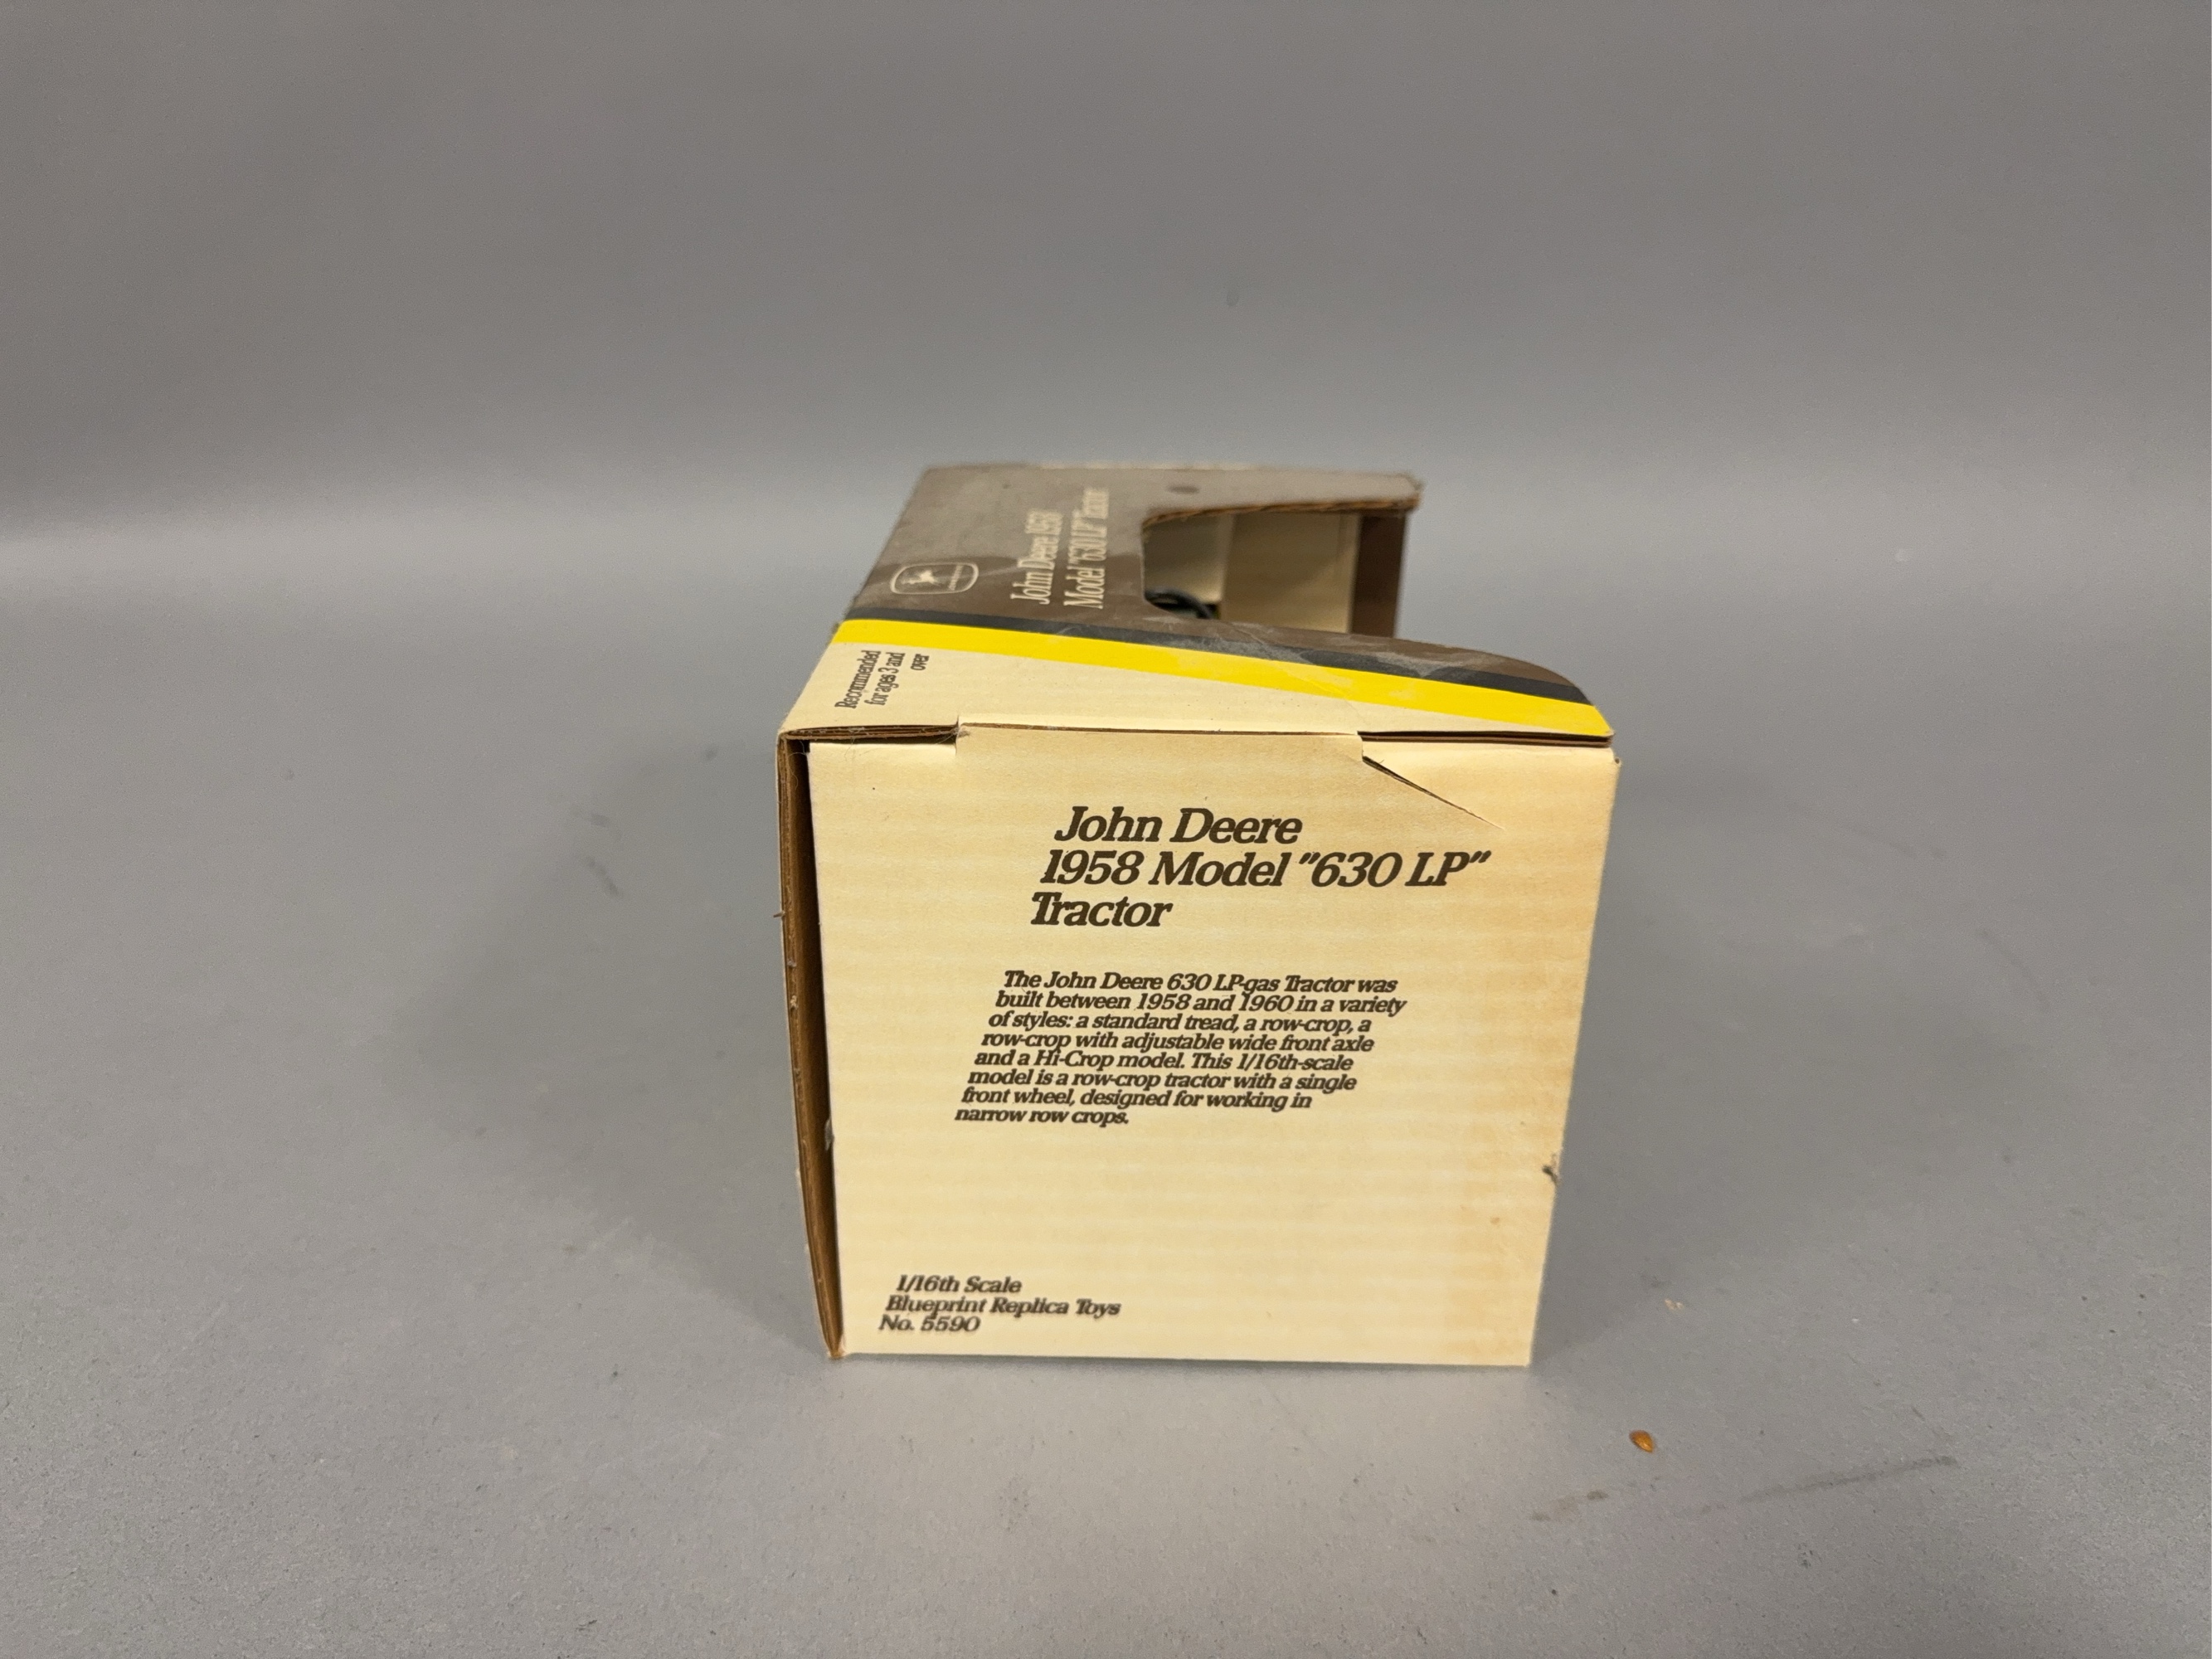 John Deere 1958
Model "630 LP" Tractor
Recommended
for ages 3 and
over
John Deere
1958 Model "630 LP"
Tractor
The John Deere 630 LP-gas Tractor was
built between 1958 and 1960 in a variety
of styles: a standard tread, a row-crop, a
row-crop with adjustable wide front axle
and a Hi-Crop model. This 1/16th-scale
model is a row-crop tractor with a single
front wheel, designed for working in
narrow row crops.
1/16th Scale
Blueprint Replica Toys
No. 5590